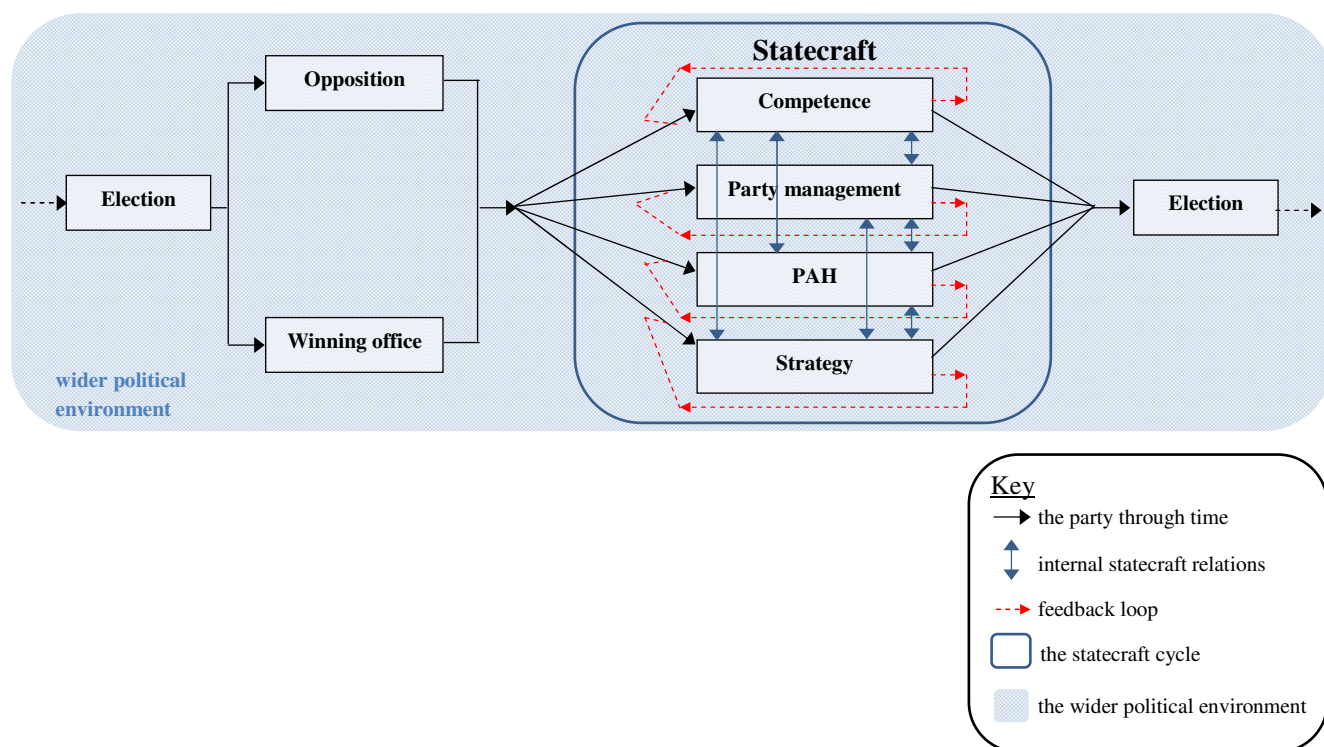 Statecraft
Opposition
Competence
Election
Party management
Election
PAH
Winning office
Strategy
wider political
environment
Key
the party through time
internal statecraft relations
feedback loop
the statecraft cycle
the wider political environment